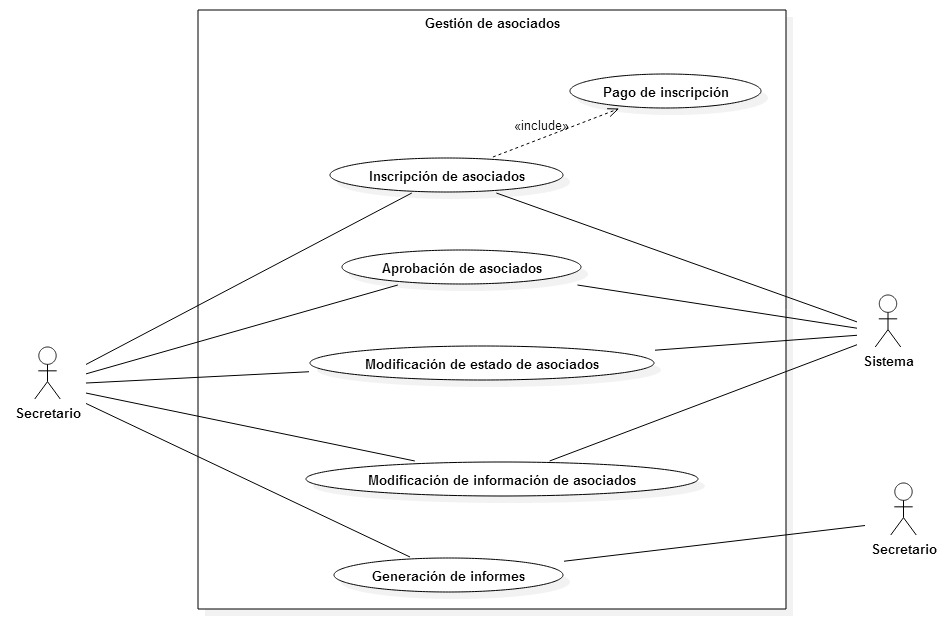 Gestión de asociados
Pago de inscripción
«include»
Inscripción de asociados
Aprobación de asociados
Modificación de estado de asociados
Sistema
Secretario
Modificación de información de asociados
Secretario
Generación de informes